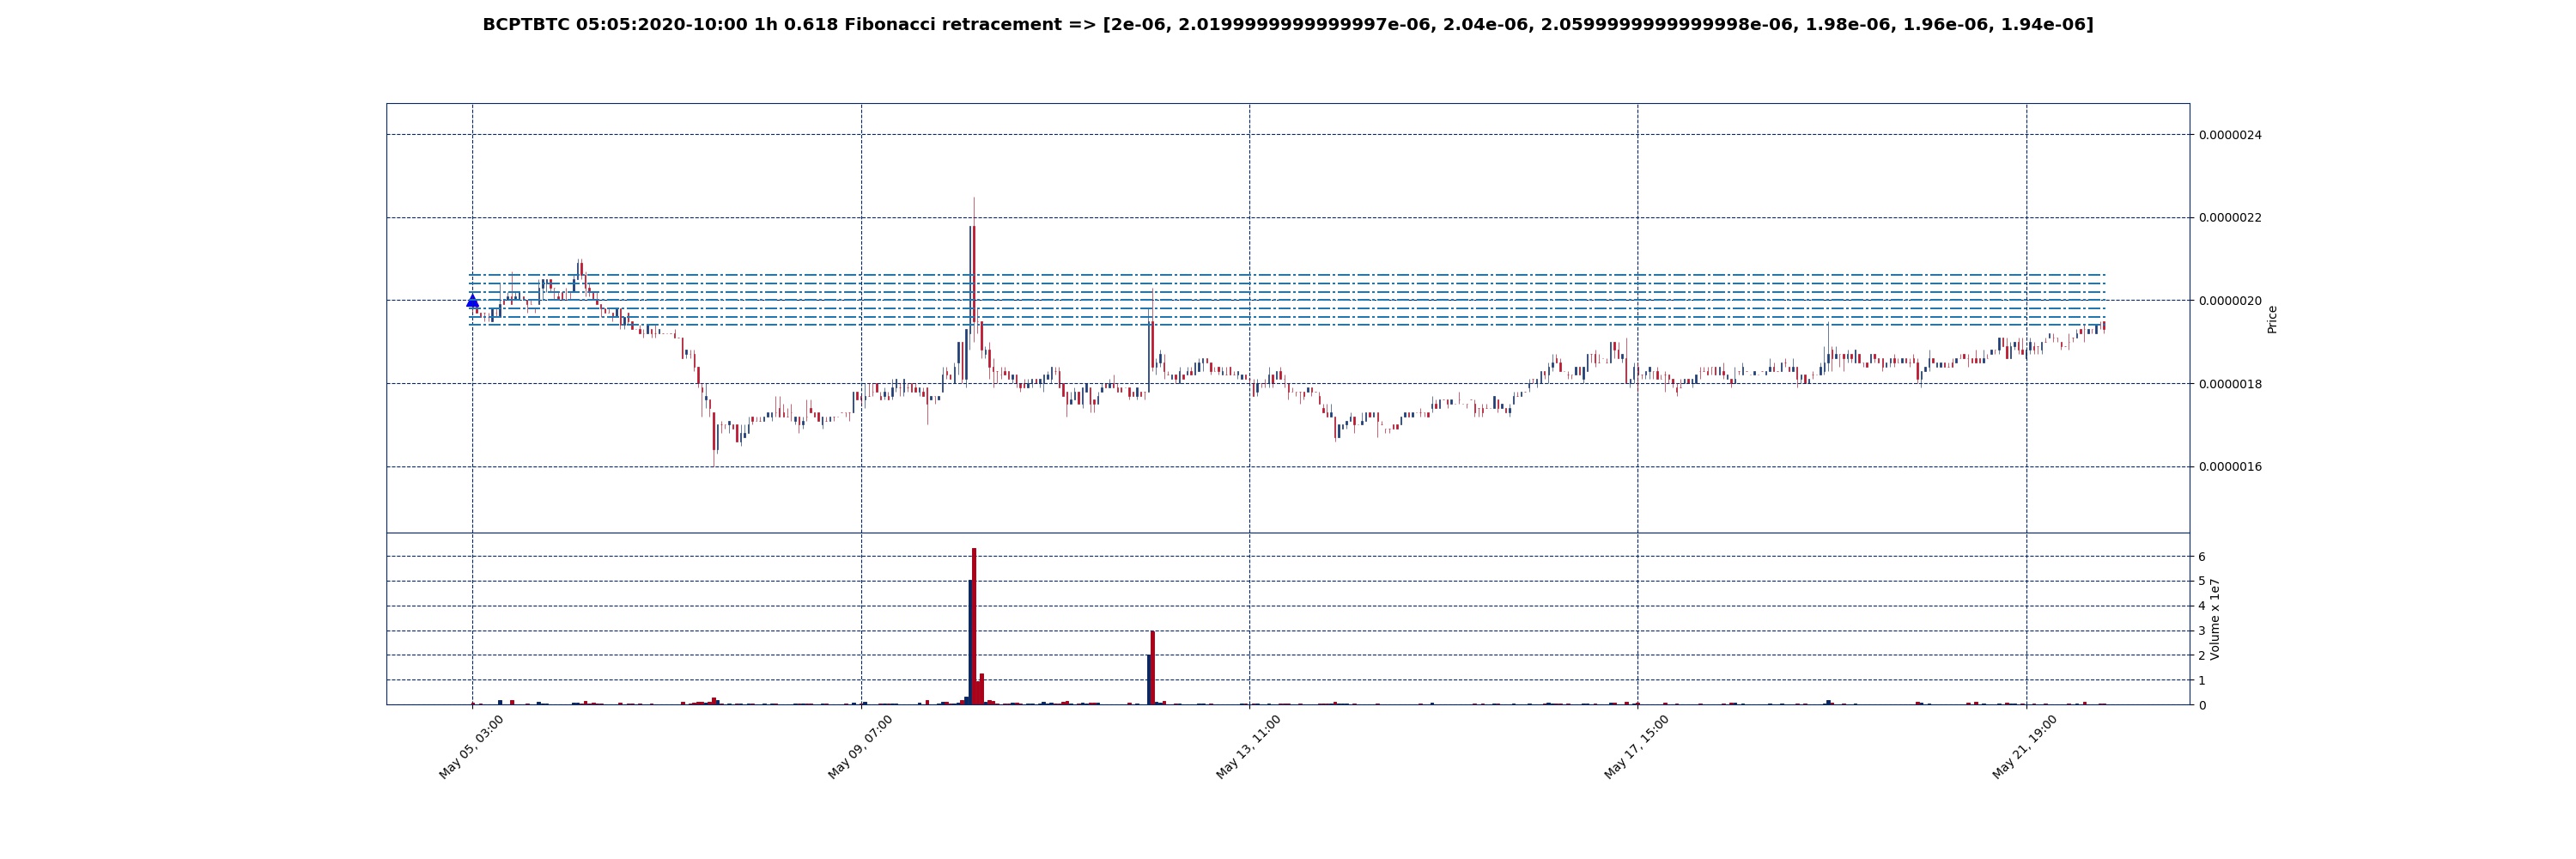 BCPTBTC 05:05:2020-10:00 1h 0.618 Fibonacci retracement => [2e-06, 2.0199999999999997e-06, 2.04e-06, 2.0599999999999998e-06, 1.98e-06, 1.96e-06, 1.94e-06]
0.0000024
0.0000022
0.0000020
0.0000018
0.0000016
Price
6
5
4
3
2
1
0
Volume x 1e7
May 05, 03:00
May 09, 07:00
May 13, 11:00
May 17, 15:00
May 21, 19:00